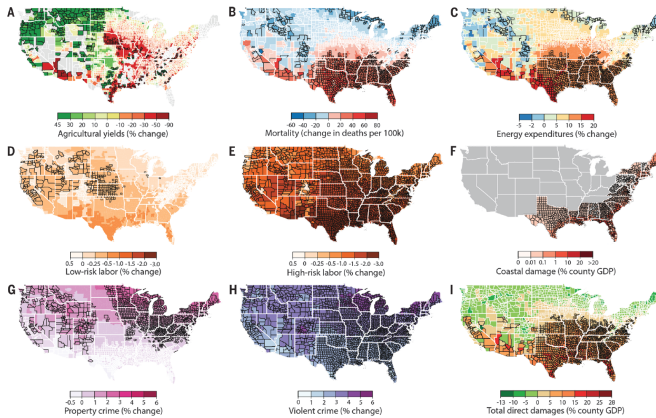 A
B
C
45 30 20 10 0 -10 -20 -30 -50 -90
Agricultural yields (% change)
-60 -40 -20 0 20 40 60 80
Mortality (change in deaths per 100k)
-5 -2 0 5 10 15 20
Energy expenditures (% change)
D
E
F
0.5 0 -0.25 -0.5 -1.0 -1.5 -2.0 -3.0
Low-risk labor (% change)
0.5 0 -0.25 -0.5 -1.0 -1.5 -2.0 -3.0
High-risk labor (% change)
0 0.01 0.1 1 10 20 >20
Coastal damage (% county GDP)
G
H
I
-0.5 0 1 2 3 4 5 6
Property crime (% change)
0 1 2 3 4 5 6
Violent crime (% change)
-13 -10 -5 0 5 10 15 20 28
Total direct damages (% county GDP)